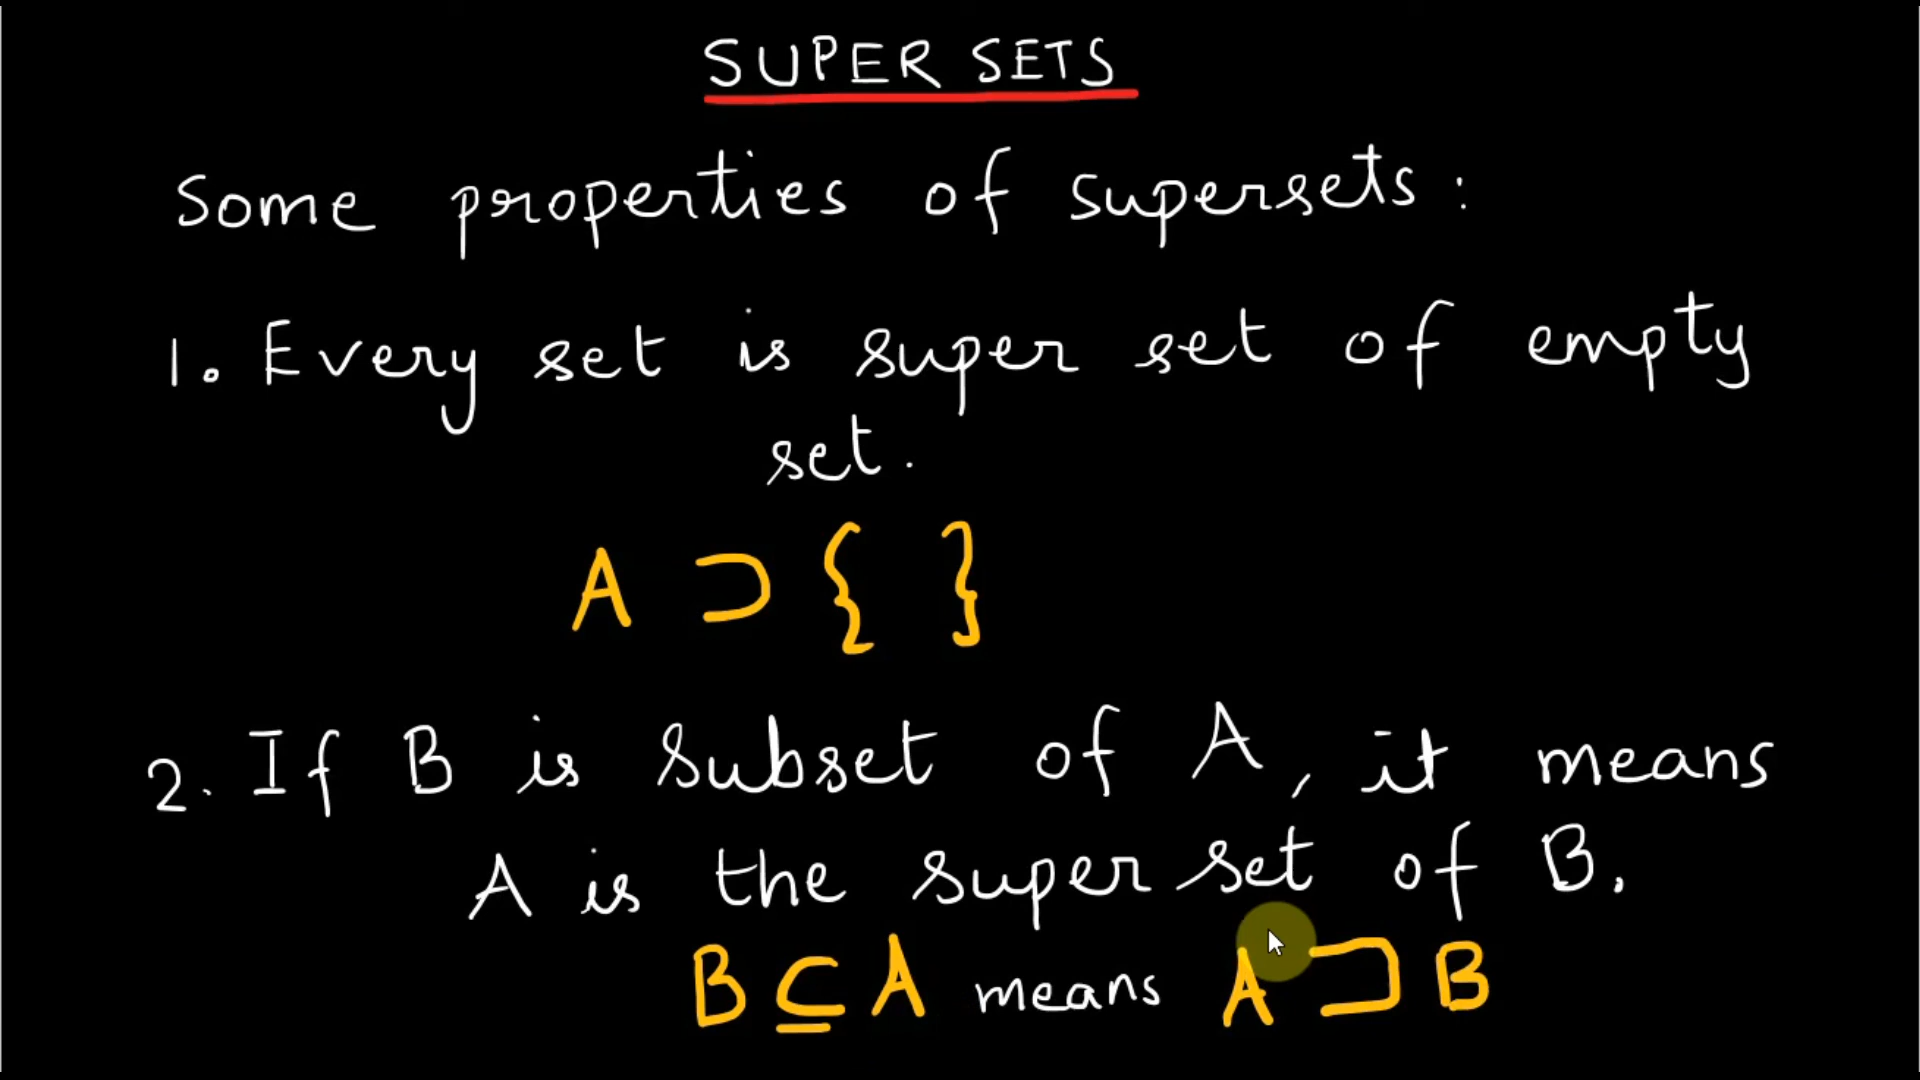 SUPER SETS
Some properties of supersets :
1. Every set is super set of empty
set.
A ⊃ { }
2. If B is subset of A, it means
A is the super set of B.
B ⊆ A means A ⊃ B